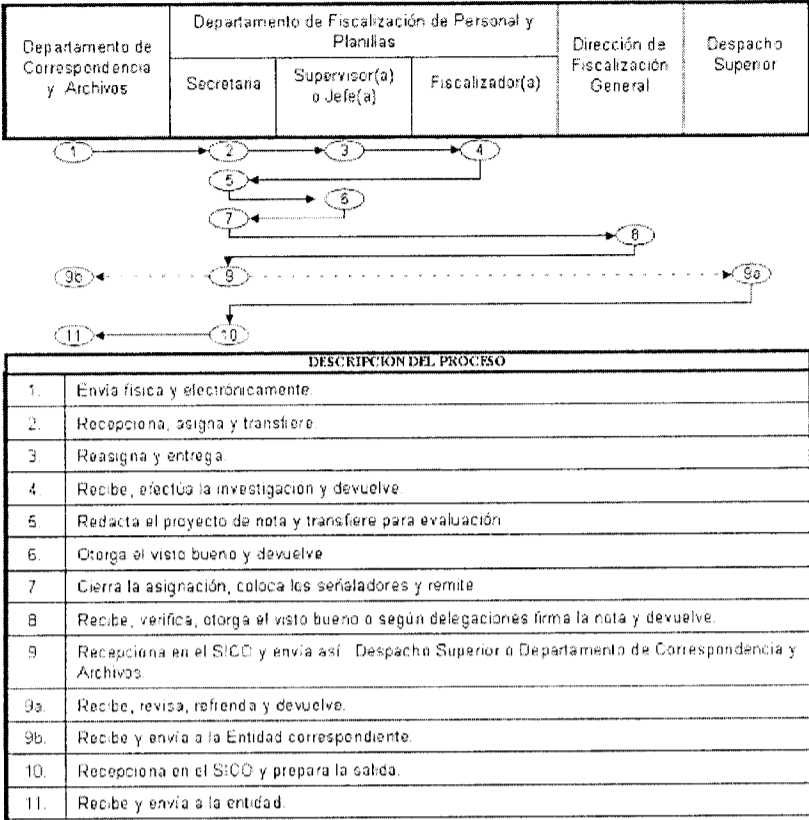 Departamento de
Correspondencia
y Archivos
Departamento de Fiscalización de Personal y
Planillas
Secretaria
Supervisor(a)
o Jefe(a)
Fiscalizador(a)
Dirección de
Fiscalización
General
Despacho
Superior
1 2 3 4
5
6
7
8
9b 9 9a
11 10
DESCRIPCION DEL PROCESO
1. Envía física y electrónicamente.
2. Recepciona, asigna y transfiere.
3. Reasigna y entrega.
4. Recibe, efectúa la investigación y devuelve.
5. Redacta el proyecto de nota y transfiere para evaluación
6. Otorga el visto bueno y devuelve
7 Cierra la asignación, coloca los señaladores y remite
8 Recibe, verifica, otorga el visto bueno o según delegaciones firma la nota y devuelve.
9 Recepciona en el SICO y envía así Despacho Superior o Departamento de Correspondencia y
Archivos.
9a. Recibe, revisa, refrenda y devuelve.
9b. Recibe y envía a la Entidad correspondiente.
10. Recepciona en el SICO y prepara la salida.
11. Recibe y envía a la entidad.